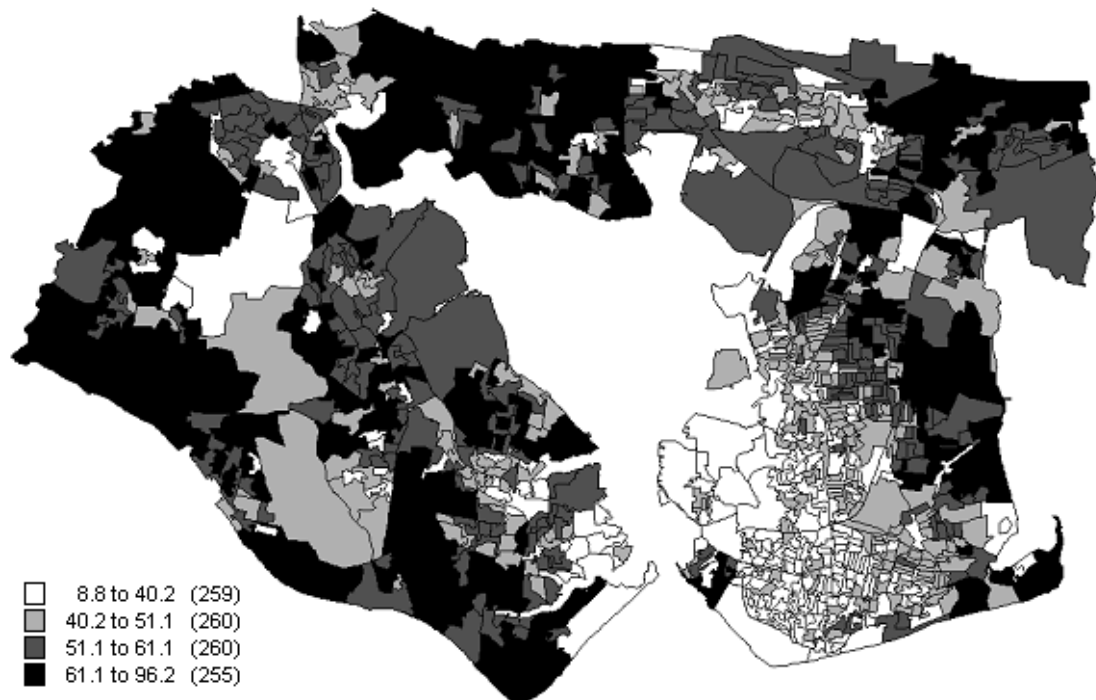 8.8 to 40.2 (259)
40.2 to 51.1 (260)
51.1 to 61.1 (260)
61.1 to 96.2 (255)